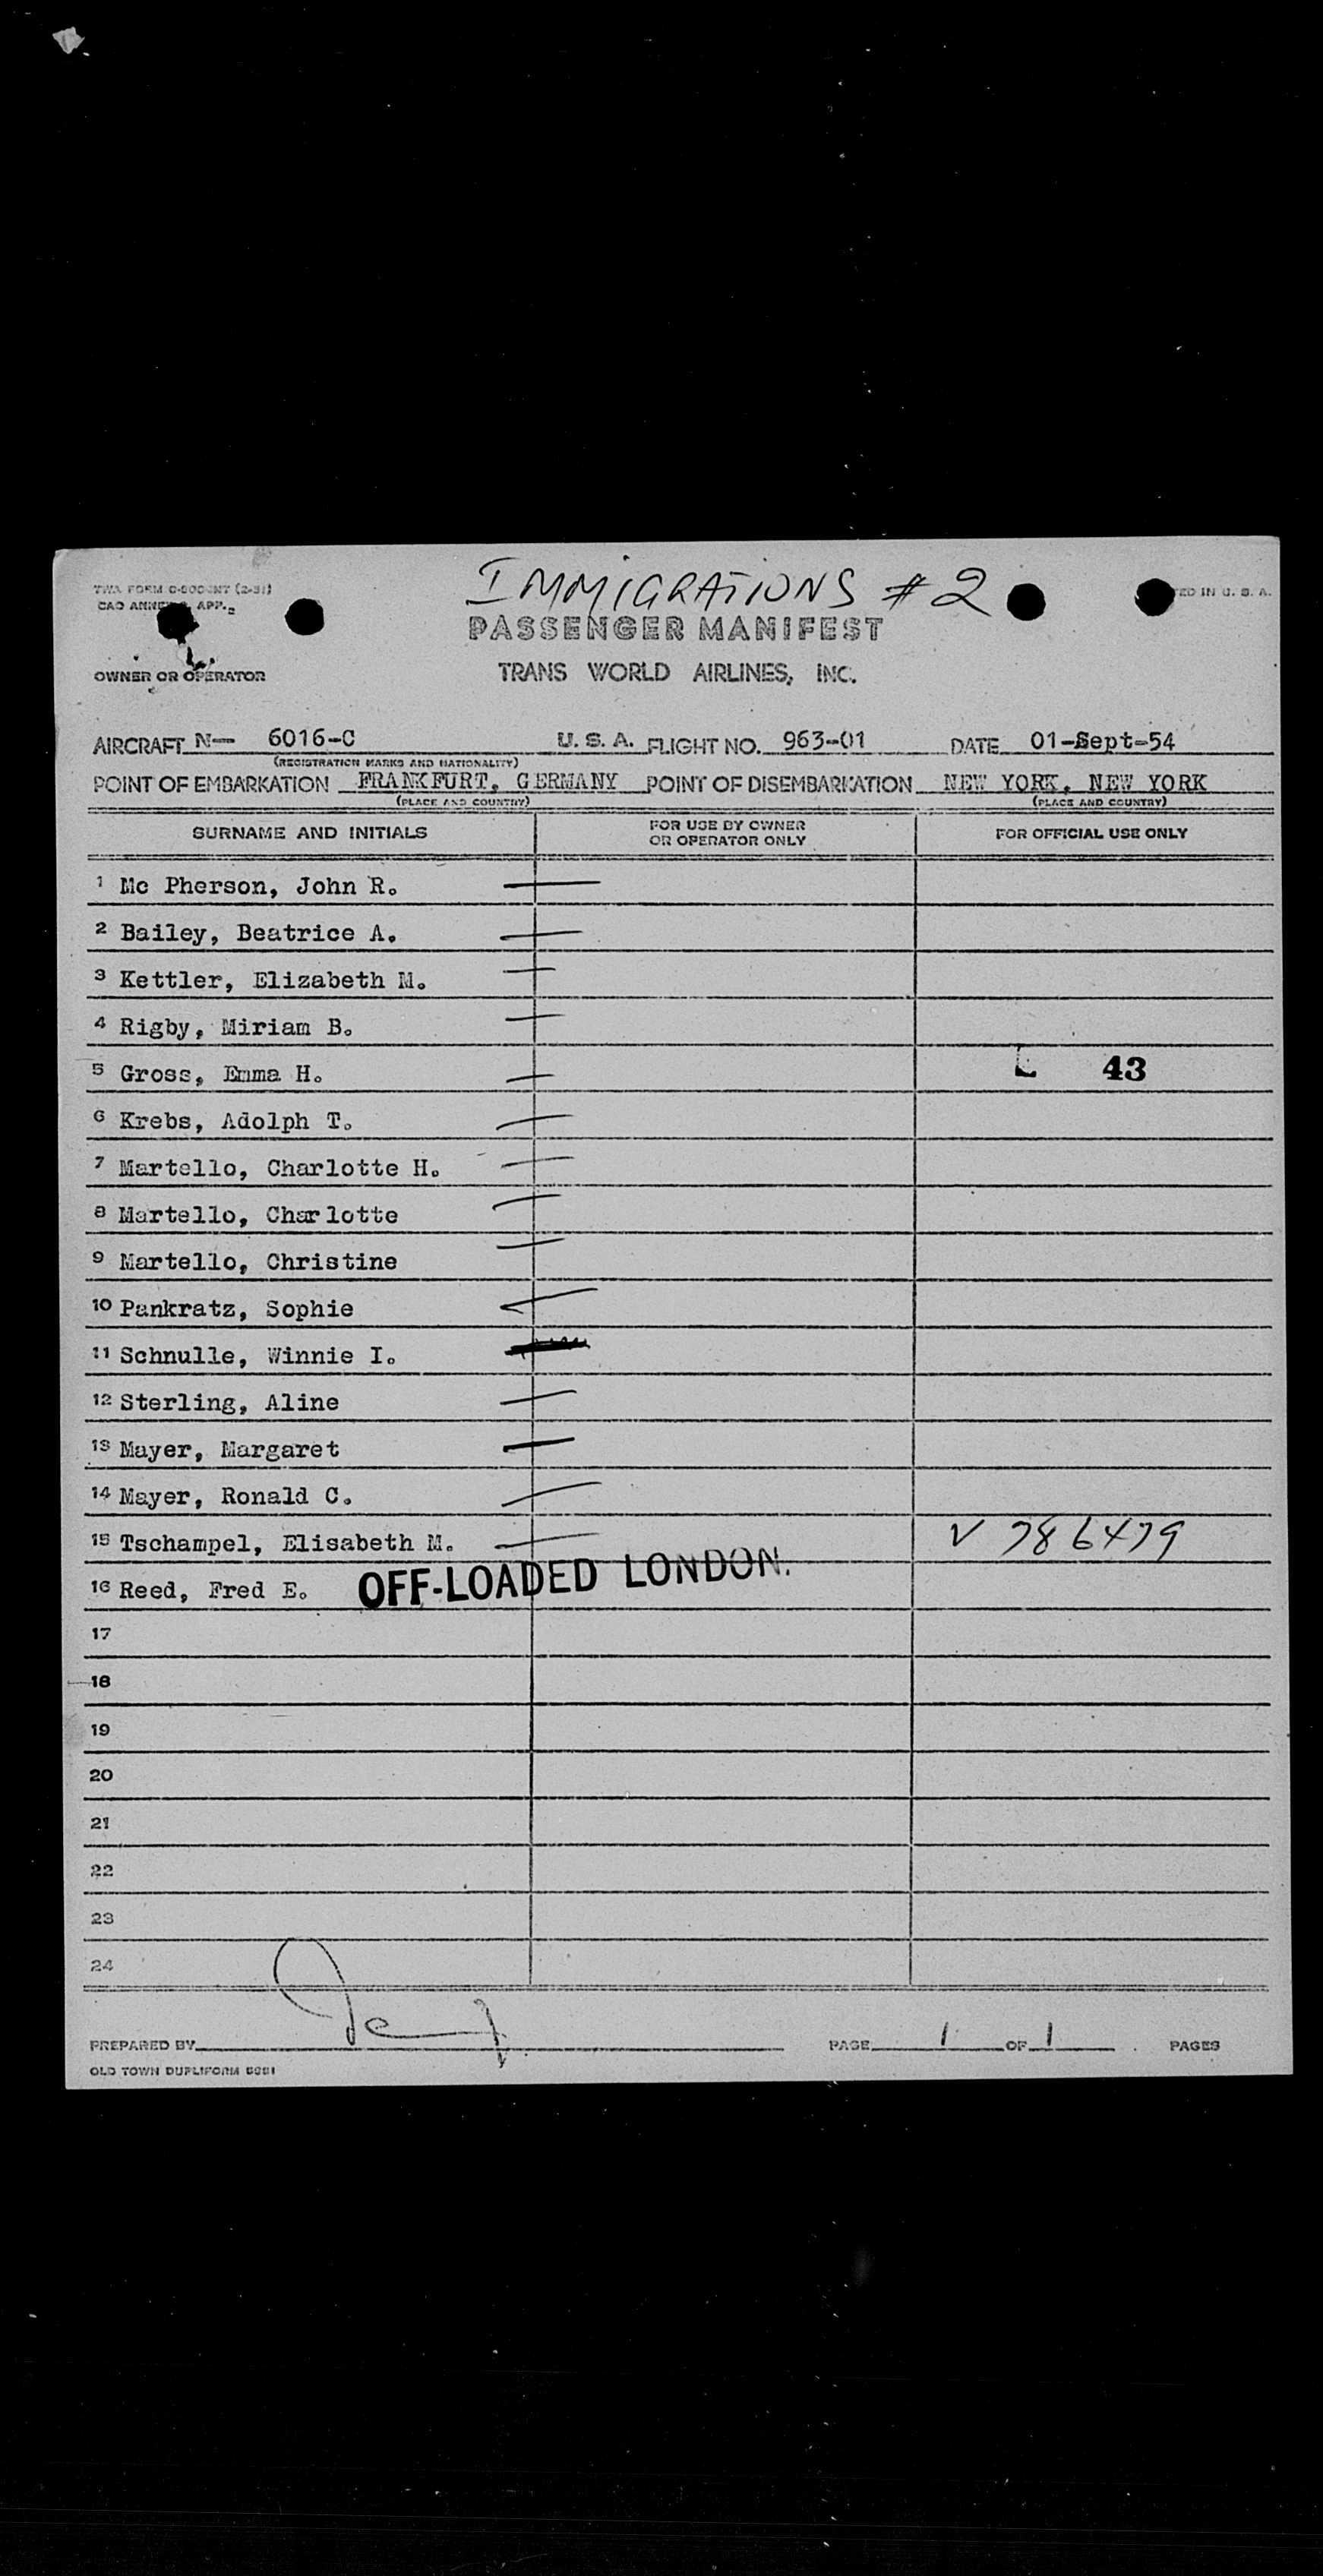 IMMIGRATIONS #2
CAO ANNEX APP.
PASSENGER MANIFEST
OWNER OR OPERATOR
TRANS WORLD AIRLINES, INC.
AIRCRAFT N— 6016-C U.S.A. FLIGHT NO. 963-01 DATE 01-Sept-54
(REGISTRATION MARKS AND NATIONALITY)
POINT OF EMBARKATION FRANKFURT, GERMANY POINT OF DISEMBARKATION NEW YORK, NEW YORK
(PLACE AND COUNTRY) (PLACE AND COUNTRY)
SURNAME AND INITIALS FOR USE BY OWNER OR OPERATOR ONLY FOR OFFICIAL USE ONLY
1 Mc Pherson, John R.
2 Bailey, Beatrice A.
3 Kettler, Elizabeth M.
4 Rigby, Miriam B.
5 Gross, Emma H. 43
6 Krebs, Adolph T.
7 Martello, Charlotte H.
8 Martello, Charlotte
9 Martello, Christine
10 Pankratz, Sophie
11 Schnulle, Winnie I.
12 Sterling, Aline
13 Mayer, Margaret
14 Mayer, Ronald C.
15 Tschampel, Elisabeth M. V 786479
16 Reed, Fred E. OFF-LOADED LONDON.
17
18
19
20
21
22
23
24
PREPARED BY PAGE 1 OF 1 PAGES
OLD TOWN DUPLIFORM